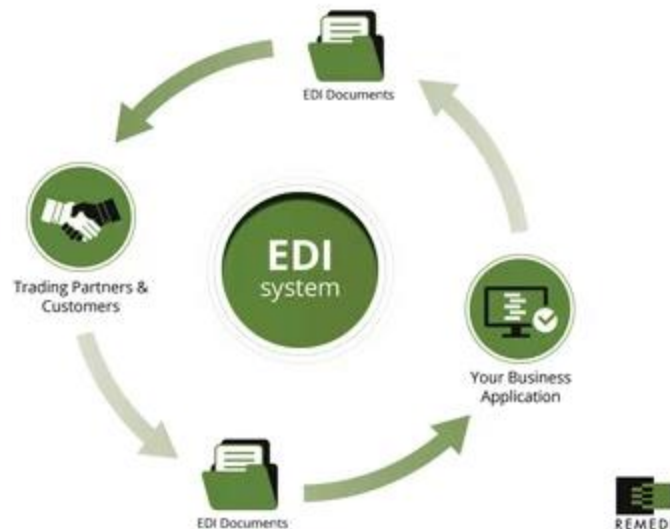 EDI Documents
EDI
system
Trading Partners &
Customers
Your Business
Application
EDI Documents
REMED